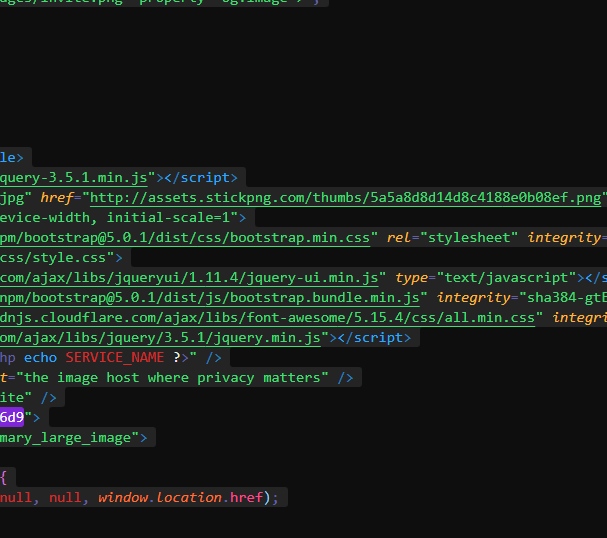 ages/invite.png" property="og:image"> ;
le>
query-3.5.1.min.js"></script>
jpg" href="http://assets.stickpng.com/thumbs/5a5a8d8d14d8c4188e0b08ef.png"
evice-width, initial-scale=1">
pm/bootstrap@5.0.1/dist/css/bootstrap.min.css" rel="stylesheet" integrity=
css/style.css">
com/ajax/libs/jqueryui/1.11.4/jquery-ui.min.js" type="text/javascript"></s
npm/bootstrap@5.0.1/dist/js/bootstrap.bundle.min.js" integrity="sha384-gtE
dnjs.cloudflare.com/ajax/libs/font-awesome/5.15.4/css/all.min.css" integri
om/ajax/libs/jquery/3.5.1/jquery.min.js"></script>
hp echo SERVICE_NAME ?>" />
t="the image host where privacy matters" />
ite" />
6d9">
mary_large_image">
{
null, null, window.location.href);